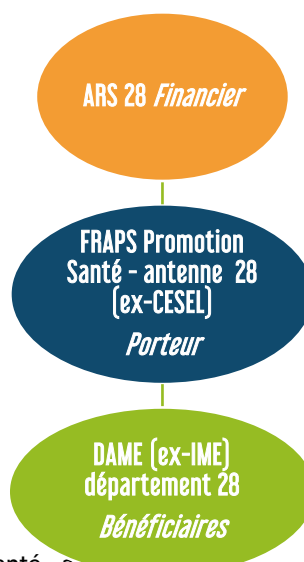 ARS 28 Financier
FRAPS Promotion
Santé - antenne 28
(ex-CESEL)
Porteur
DAME (ex-IME)
département 28
Bénéficiaires